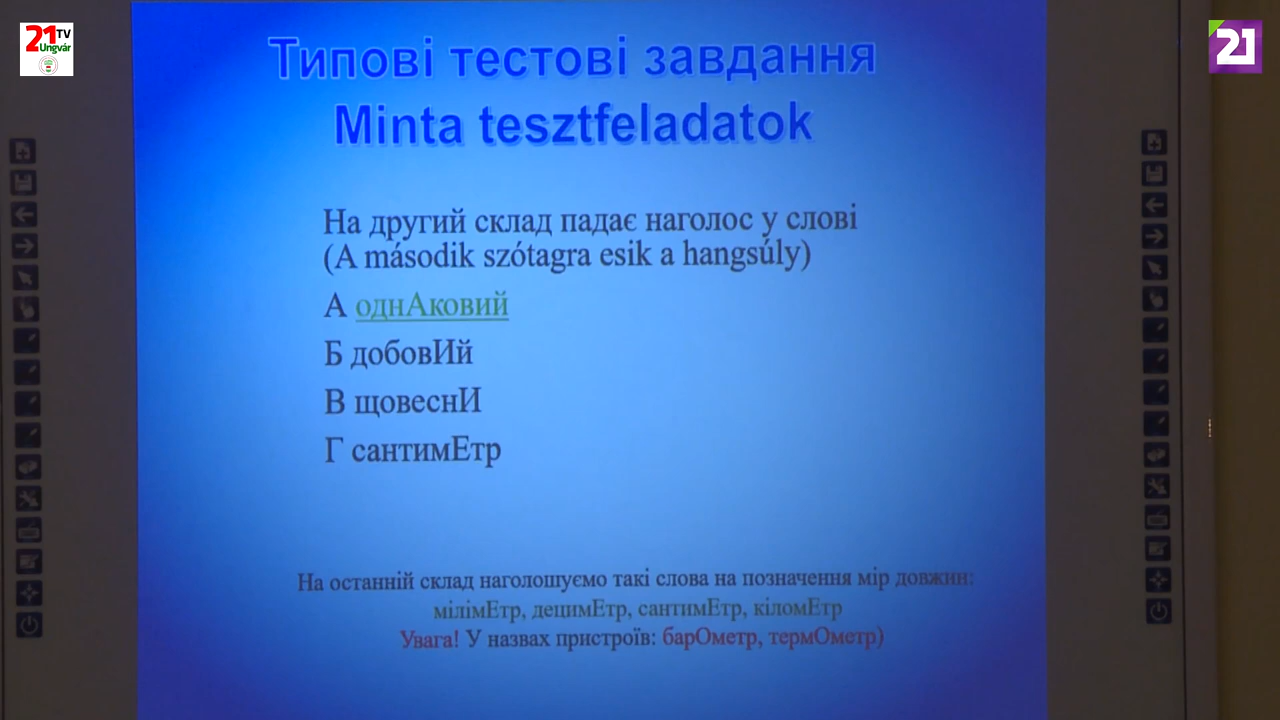 21 TV
Ungvár
21
Типові тестові завдання
Minta tesztfeladatok
На другий склад падає наголос у слові
(A második szótagra esik a hangsúly)
А однАковий
Б добовИй
В щовеснИ
Г сантимЕтр
На останній склад наголошуємо такі слова на позначення мір довжин:
мілімЕтр, децимЕтр, сантимЕтр, кіломЕтр
Увага! У назвах пристроїв: барОметр, термОметр)